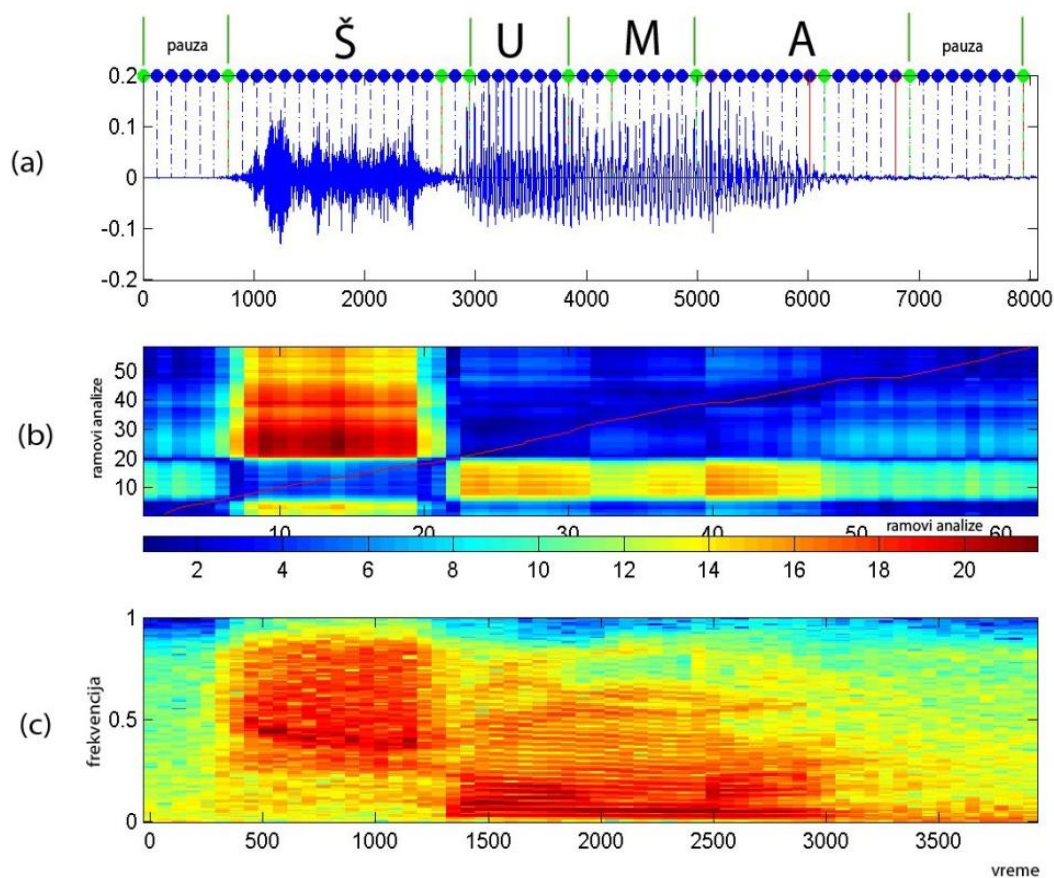 pauza Š U M A pauza
(a)
0.2
0.1
0
-0.1
-0.2
0 1000 2000 3000 4000 5000 6000 7000 8000
(b)
ramovi analize
50
40
30
20
10
10 20 30 40 50 60
ramovi analize
2 4 6 8 10 12 14 16 18 20
(c)
frekvencija
1
0.5
0
0 500 1000 1500 2000 2500 3000 3500
vreme